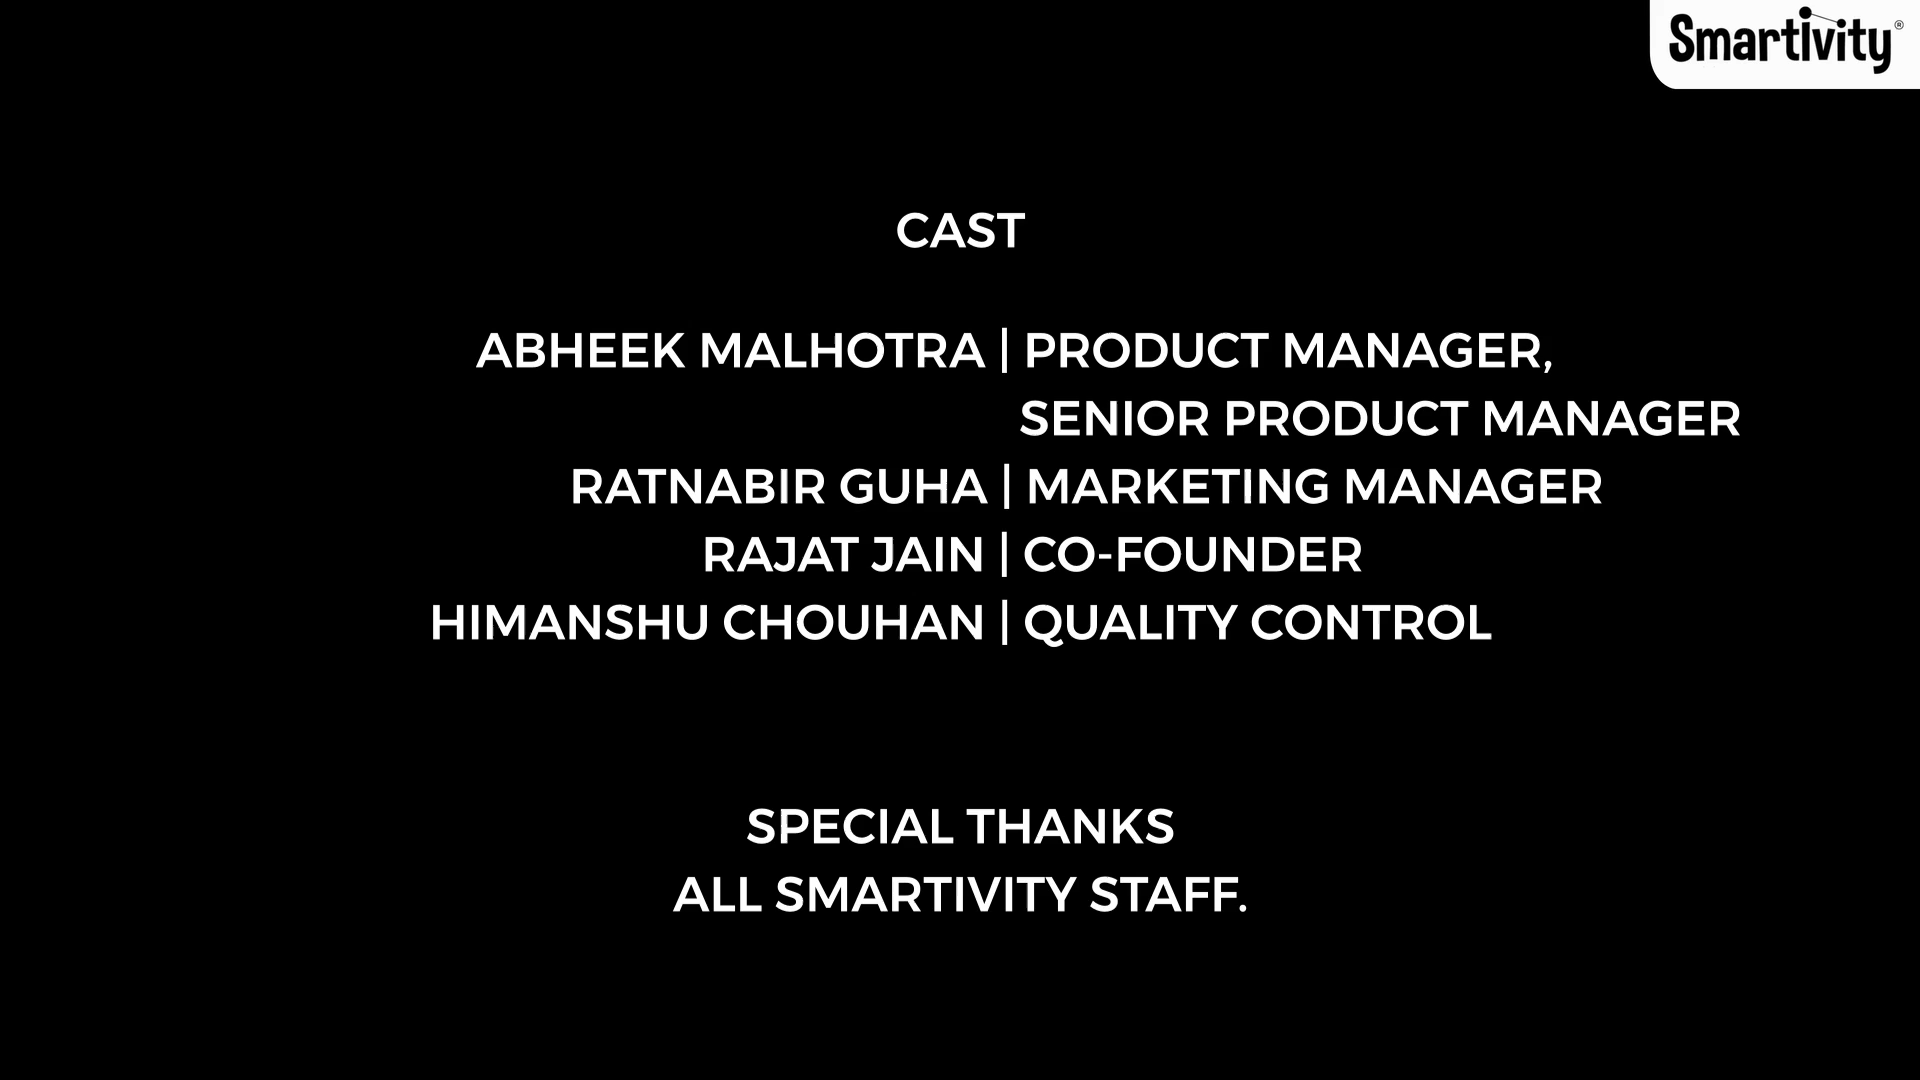 Smartivity®
CAST
ABHEEK MALHOTRA | PRODUCT MANAGER,
SENIOR PRODUCT MANAGER
RATNABIR GUHA | MARKETING MANAGER
RAJAT JAIN | CO-FOUNDER
HIMANSHU CHOUHAN | QUALITY CONTROL
SPECIAL THANKS
ALL SMARTIVITY STAFF.